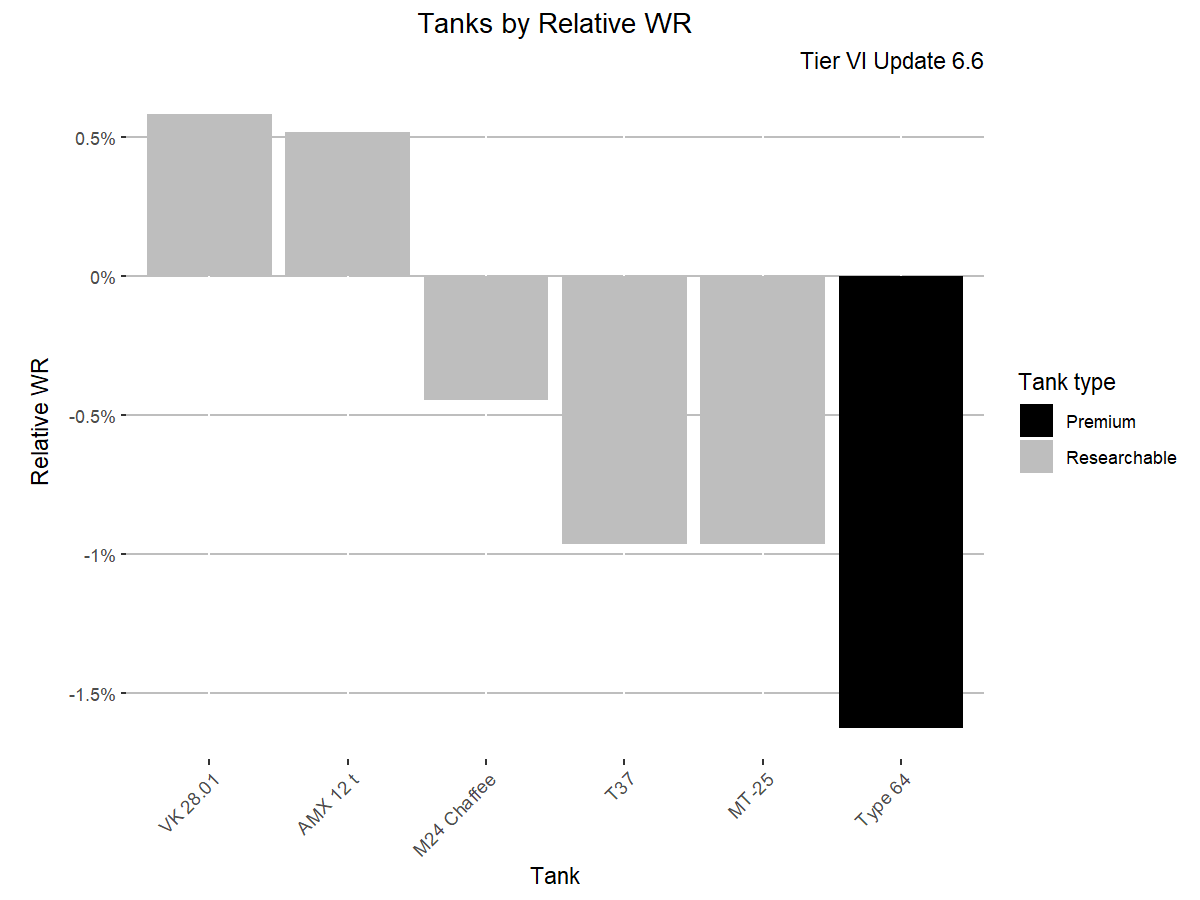 Tanks by Relative WR
Tier VI Update 6.6
0.5%
0%
-0.5%
-1%
-1.5%
Relative WR
VK 28.01
AMX 12 t
M24 Chaffee
T37
MT-25
Type 64
Tank
Tank type
Premium
Researchable